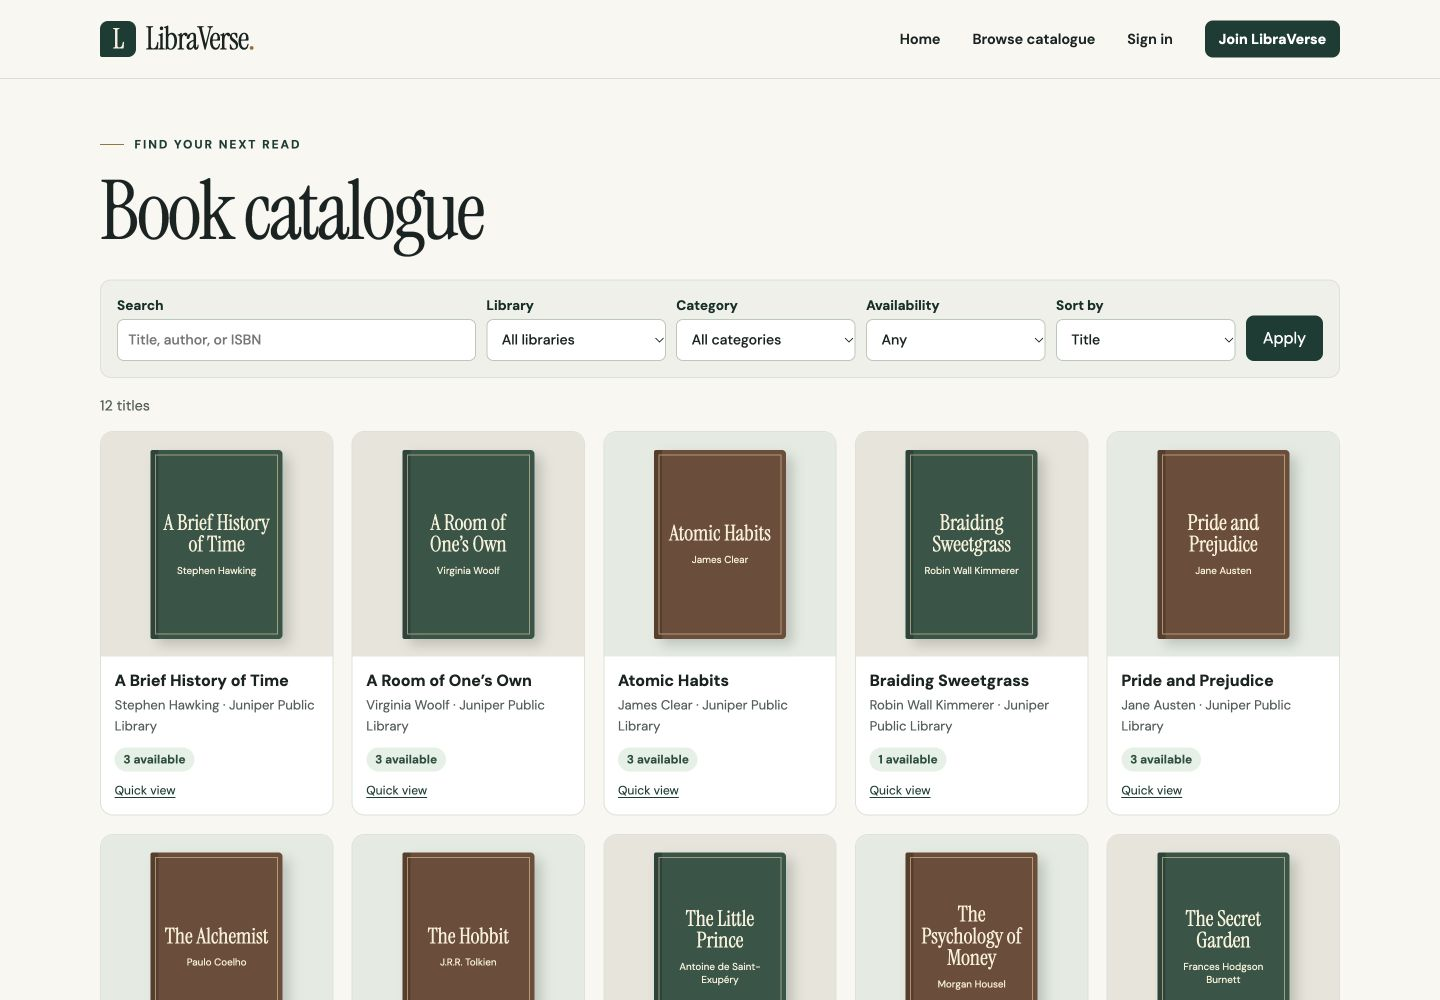 L LibraVerse.
Home Browse catalogue Sign in Join LibraVerse
FIND YOUR NEXT READ
Book catalogue
Search Library Category Availability Sort by
Title, author, or ISBN All libraries All categories Any Title Apply
12 titles
A Brief History
of Time
Stephen Hawking
A Room of
One's Own
Virginia Woolf
Atomic Habits
James Clear
Braiding
Sweetgrass
Robin Wall Kimmerer
Pride and
Prejudice
Jane Austen
A Brief History of Time
Stephen Hawking · Juniper Public
Library
3 available
Quick view
A Room of One's Own
Virginia Woolf · Juniper Public
Library
3 available
Quick view
Atomic Habits
James Clear · Juniper Public
Library
3 available
Quick view
Braiding Sweetgrass
Robin Wall Kimmerer · Juniper
Public Library
1 available
Quick view
Pride and Prejudice
Jane Austen · Juniper Public
Library
3 available
Quick view
The Alchemist
Paulo Coelho
The Hobbit
J.R.R. Tolkien
The Little
Prince
Antoine de Saint-
Exupéry
The
Psychology of
Money
Morgan Housel
The Secret
Garden
Frances Hodgson
Burnett